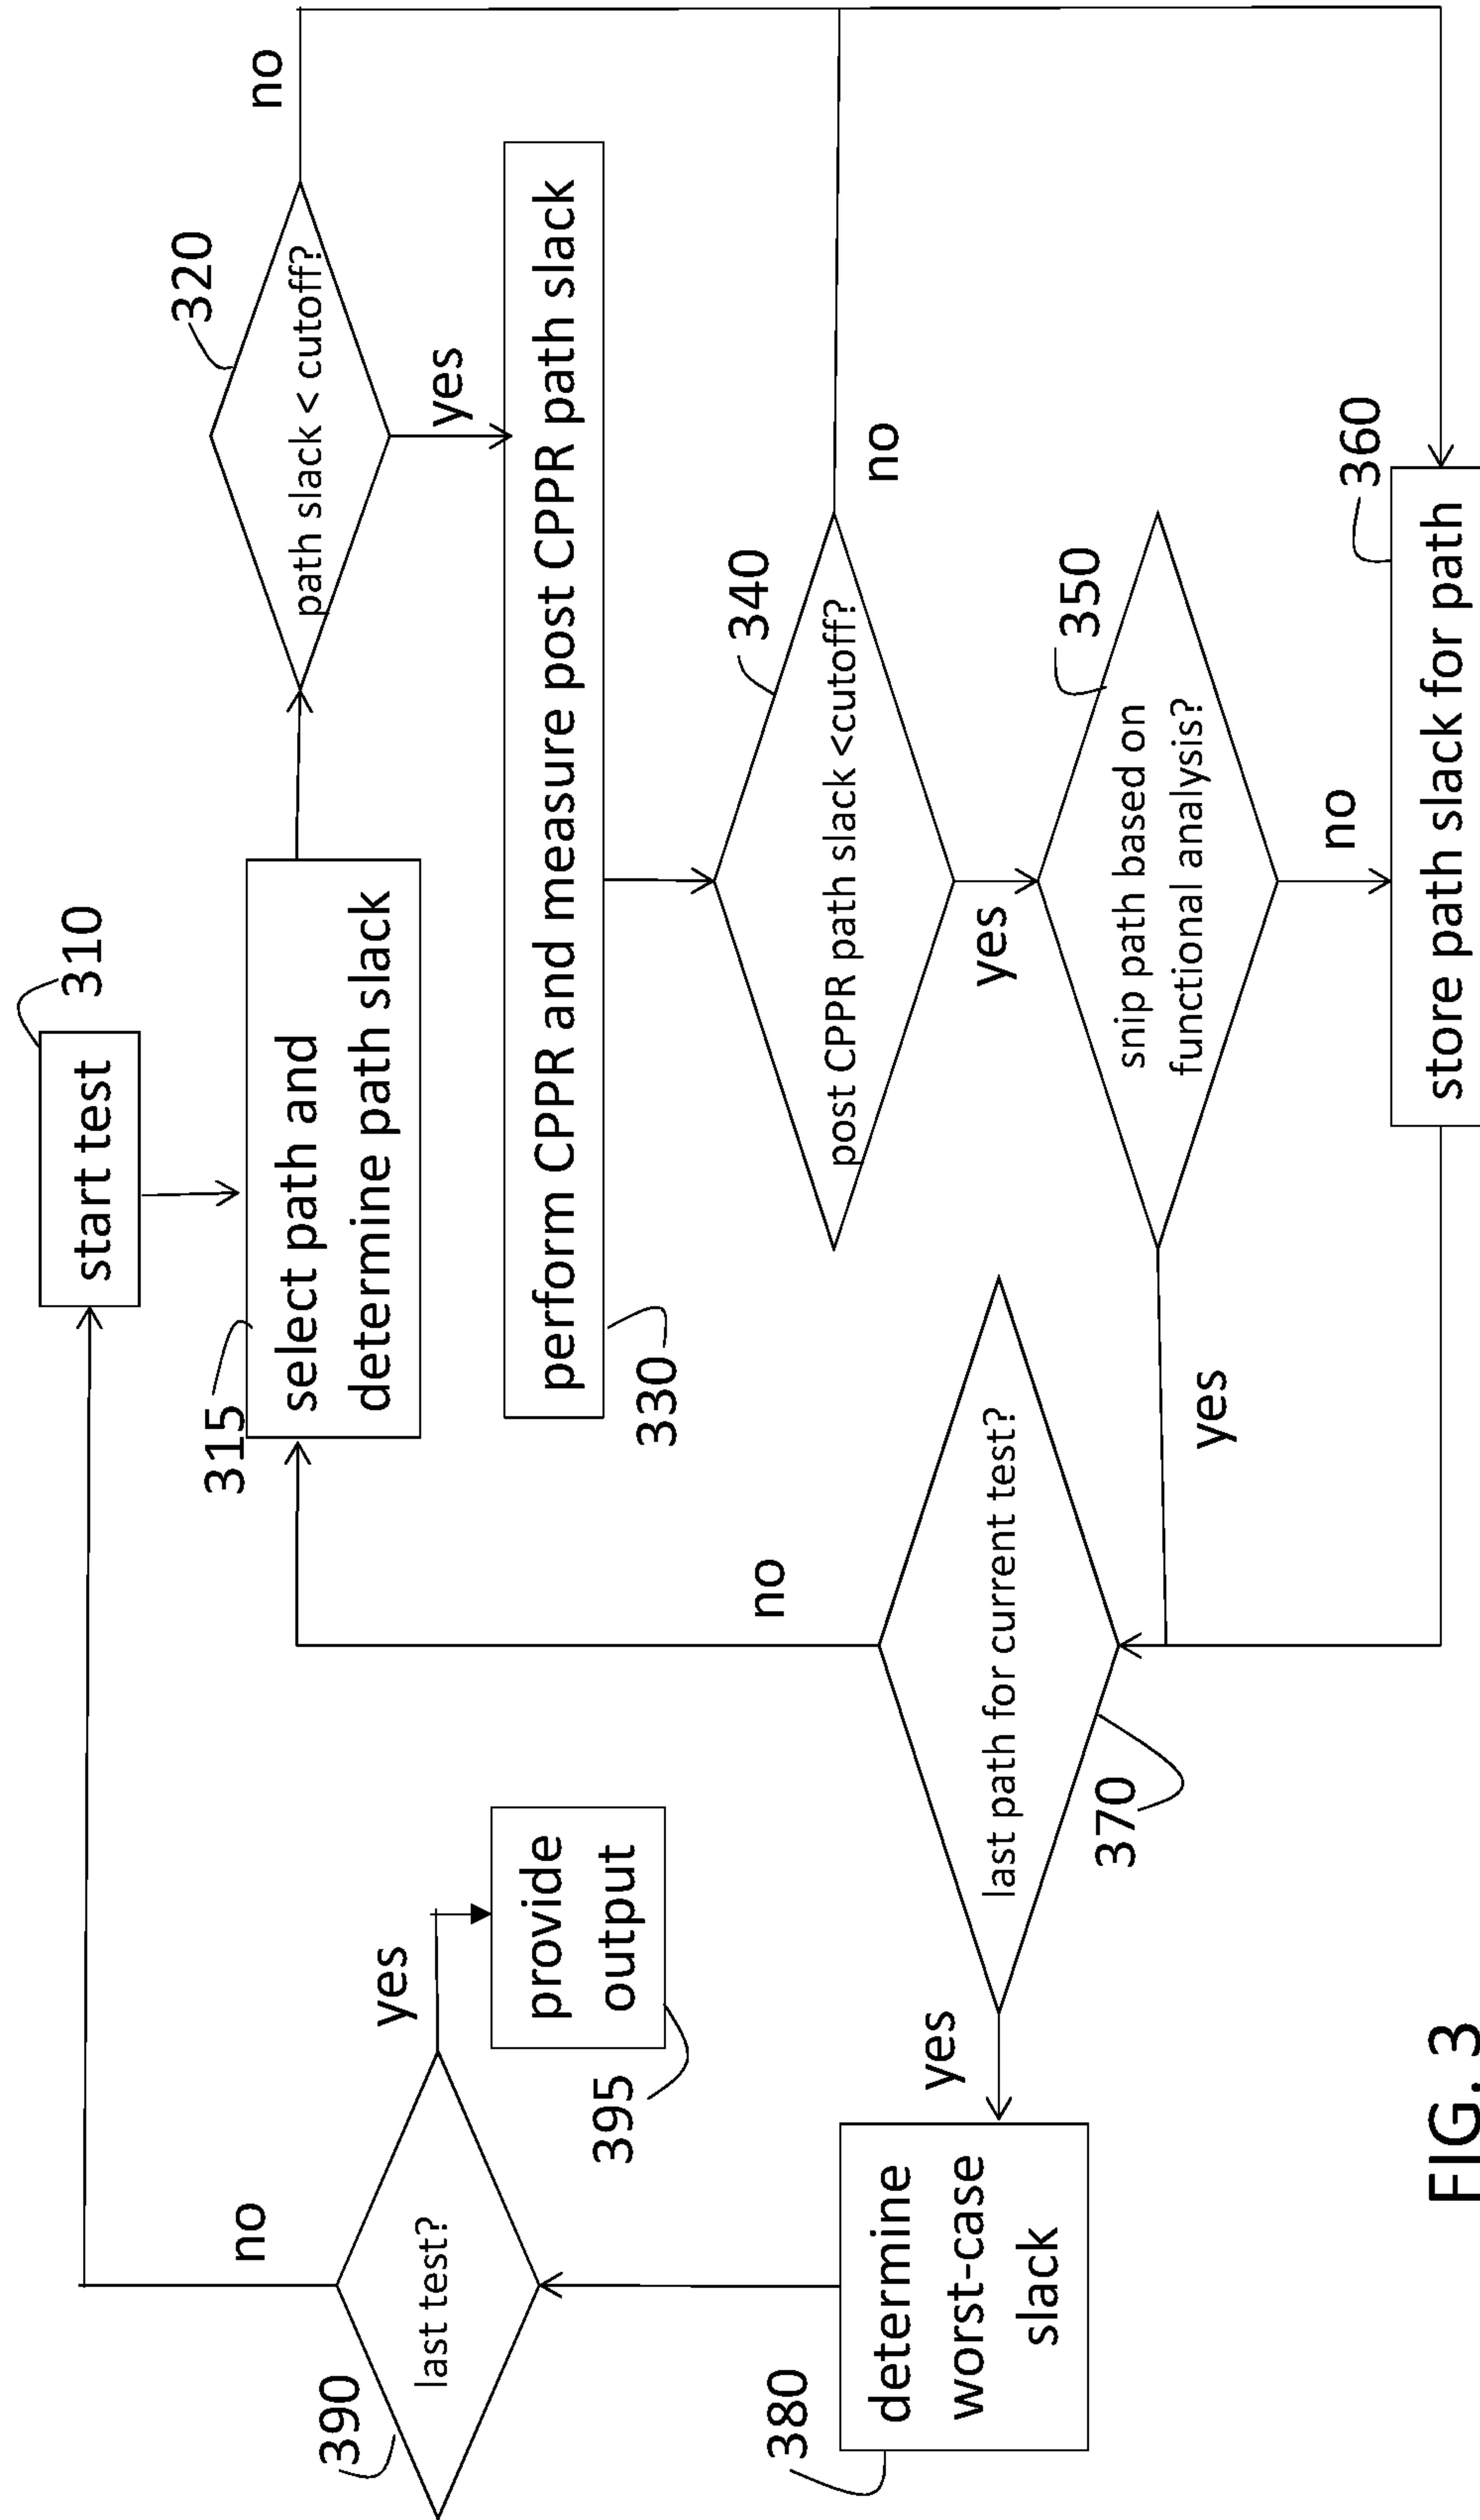 310
start test
315
select path and
determine path slack
320
path slack < cutoff?
no
yes
perform CPPR and measure post CPPR path slack
330
340
post CPPR path slack <cutoff?
no
yes
350
snip path based on
functional analysis?
yes
no
360
store path slack for path
last path for current test?
370
no
yes
determine
worst-case
slack
380
last test?
390
no
yes
provide
output
395
FIG. 3